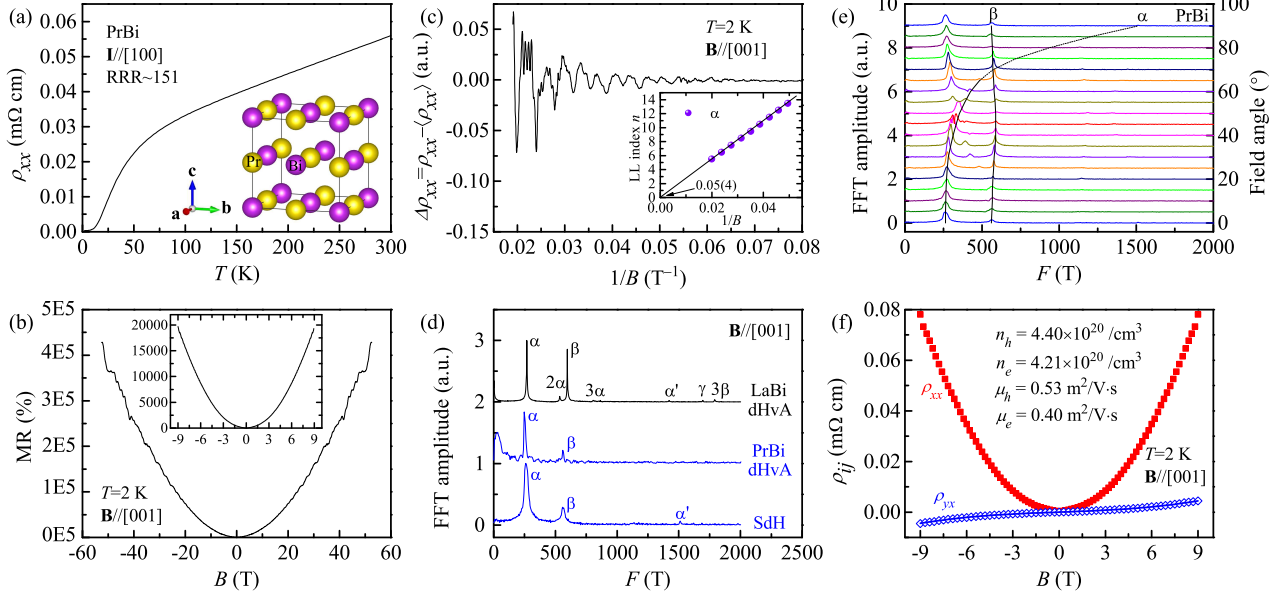 (a)
PrBi
I//[100]
RRR~151
Pr
Bi
c
a
b
0.06
0.05
0.04
0.03
0.02
0.01
0.00
ρxx (mΩ cm)
0 50 100 150 200 250 300
T (K)
(c)
T=2 K
B//[001]
0.05
0.00
-0.05
-0.10
-0.15
Δρxx=ρxx-⟨ρxx⟩ (a.u.)
14
12
10
8
6
4
2
0
LL index n
α
0.05(4)
0.00 0.02 0.04
1/B
0.01 0.02 0.03 0.04 0.05 0.06 0.07 0.08
1/B (T⁻¹)
(e)
β
α
PrBi
10
8
6
4
2
0
FFT amplitude (a.u.)
100
80
60
40
20
0
Field angle (°)
0 500 1000 1500 2000
F (T)
(b)
5E5
4E5
3E5
2E5
1E5
0E5
MR (%)
20000
15000
10000
5000
0
-9 -6 -3 0 3 6 9
T=2 K
B//[001]
-60 -40 -20 0 20 40 60
B (T)
(d)
B//[001]
3
2
1
0
FFT amplitude (a.u.)
α
β
2α
3α
α'
γ
3β
LaBi
dHvA
α
β
PrBi
dHvA
α
β
α'
SdH
0 500 1000 1500 2000 2500
F (T)
(f)
nh = 4.40×10²⁰ /cm³
ne = 4.21×10²⁰ /cm³
μh = 0.53 m²/V·s
μe = 0.40 m²/V·s
ρxx
T=2 K
B//[001]
ρyx
0.08
0.06
0.04
0.02
0.00
ρij (mΩ cm)
-9 -6 -3 0 3 6 9
B (T)